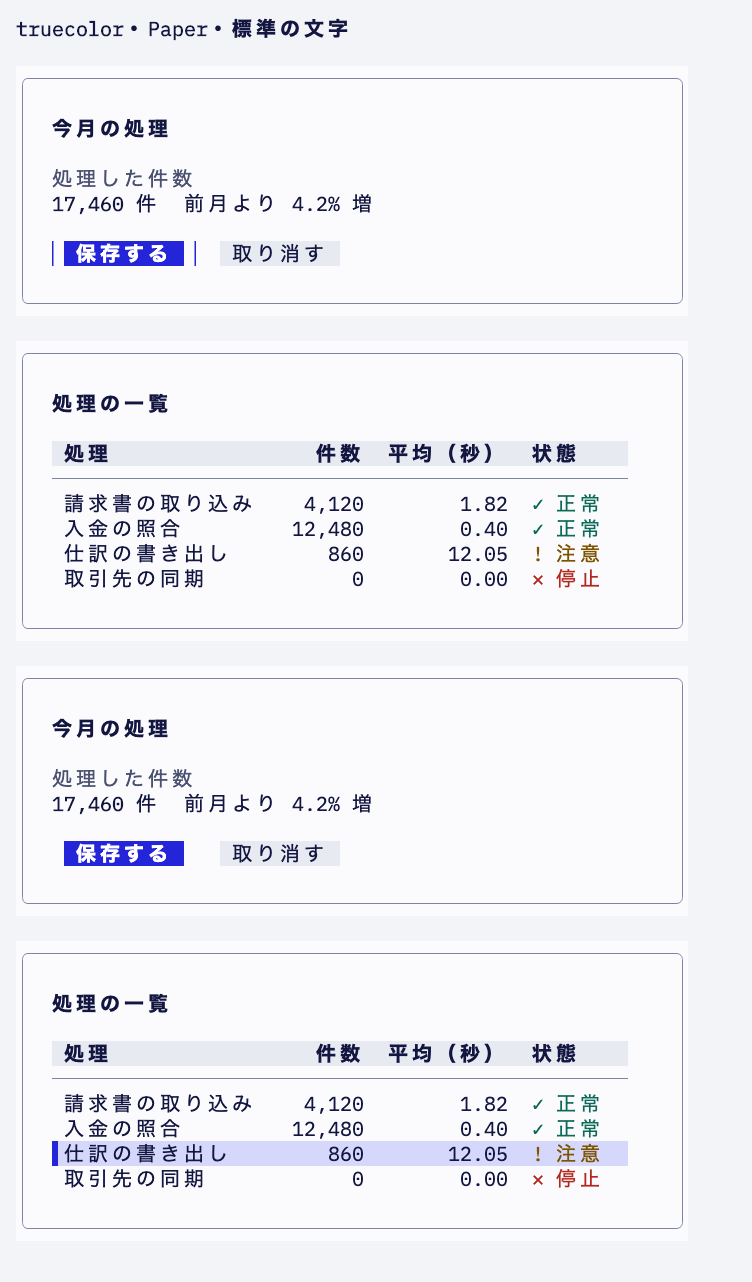 truecolor • Paper • 標準の文字
今月の処理
処理した件数
17,460 件 前月より 4.2% 増
保存する 取り消す
処理の一覧
処理 件数 平均（秒） 状態
請求書の取り込み 4,120 1.82 ✓ 正常
入金の照合 12,480 0.40 ✓ 正常
仕訳の書き出し 860 12.05 ! 注意
取引先の同期 0 0.00 × 停止
今月の処理
処理した件数
17,460 件 前月より 4.2% 増
保存する 取り消す
処理の一覧
処理 件数 平均（秒） 状態
請求書の取り込み 4,120 1.82 ✓ 正常
入金の照合 12,480 0.40 ✓ 正常
仕訳の書き出し 860 12.05 ! 注意
取引先の同期 0 0.00 × 停止